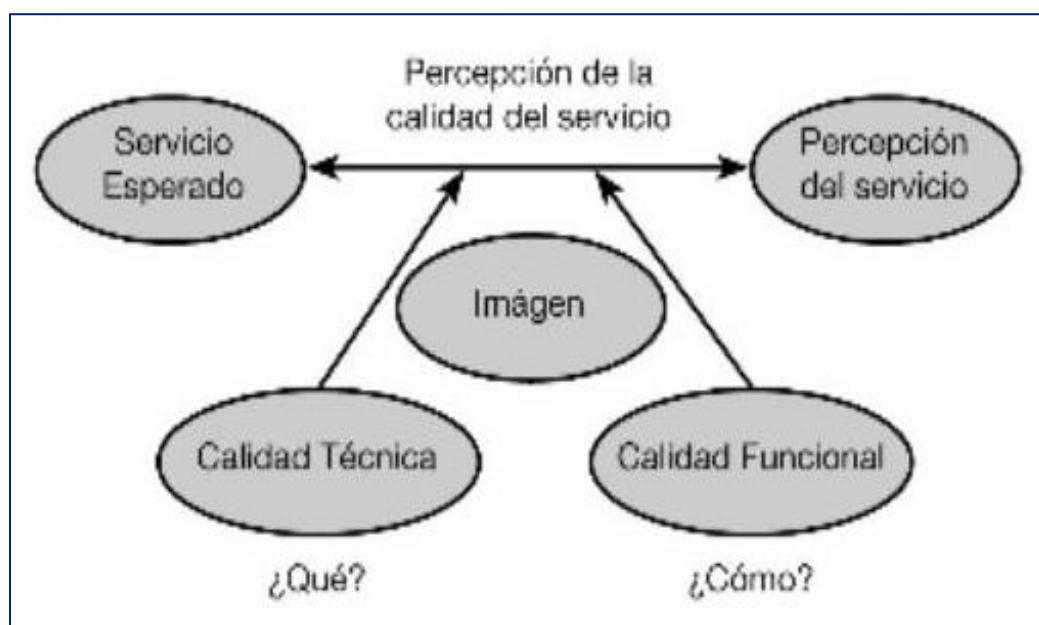 Percepción de la
calidad del servicio
Servicio
Esperado
Percepción
del servicio
Imágen
Calidad Técnica
Calidad Funcional
¿Qué?
¿Cómo?